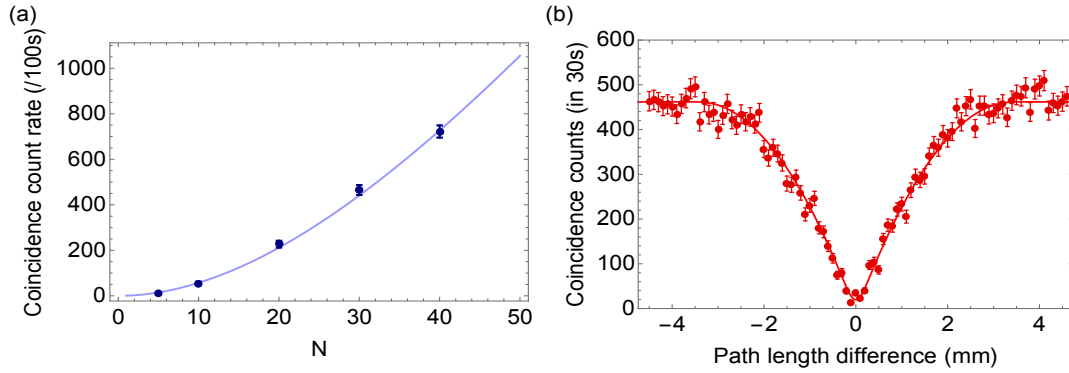 (a)
Coincidence count rate (/100s)
1000
800
600
400
200
0
0 10 20 30 40 50
N
(b)
Coincidence counts (in 30s)
600
500
400
300
200
100
0
−4 −2 0 2 4
Path length difference (mm)